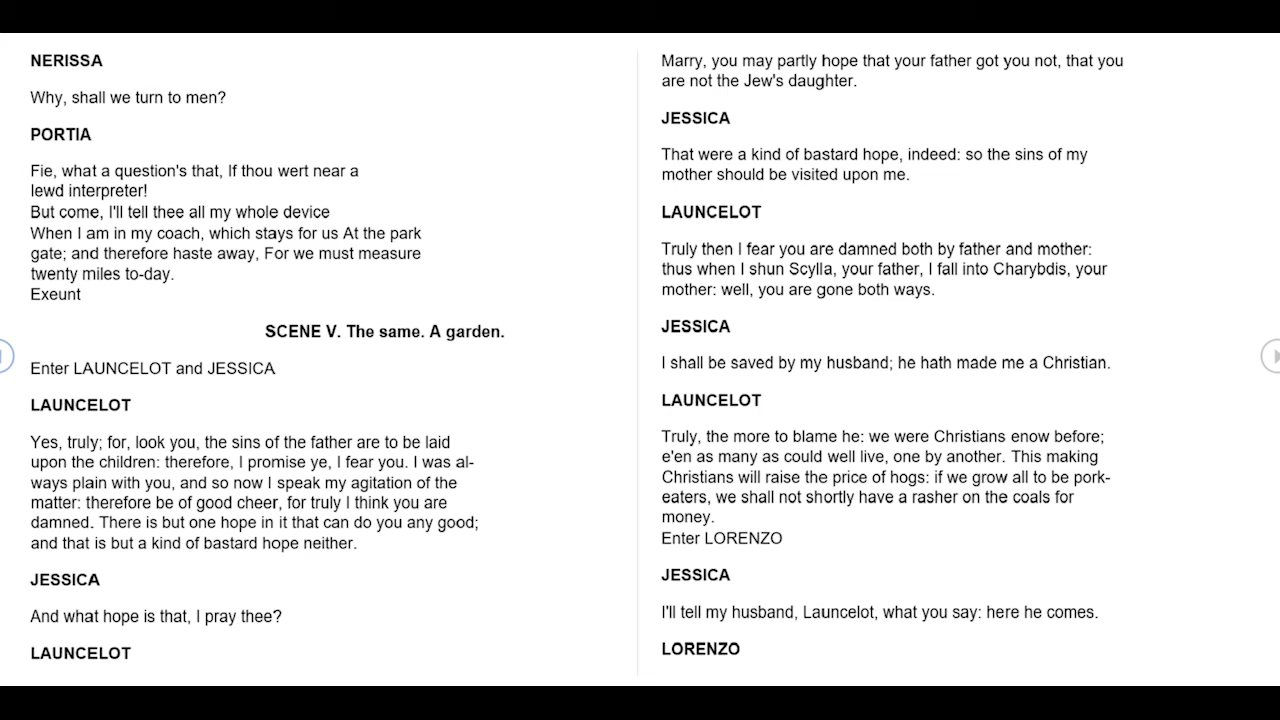 NERISSA
Why, shall we turn to men?
PORTIA
Fie, what a question's that, If thou wert near a
lewd interpreter!
But come, I'll tell thee all my whole device
When I am in my coach, which stays for us At the park
gate; and therefore haste away, For we must measure
twenty miles to-day.
Exeunt
SCENE V. The same. A garden.
Enter LAUNCELOT and JESSICA
LAUNCELOT
Yes, truly; for, look you, the sins of the father are to be laid
upon the children: therefore, I promise ye, I fear you. I was al-
ways plain with you, and so now I speak my agitation of the
matter: therefore be of good cheer, for truly I think you are
damned. There is but one hope in it that can do you any good;
and that is but a kind of bastard hope neither.
JESSICA
And what hope is that, I pray thee?
LAUNCELOT
Marry, you may partly hope that your father got you not, that you
are not the Jew's daughter.
JESSICA
That were a kind of bastard hope, indeed: so the sins of my
mother should be visited upon me.
LAUNCELOT
Truly then I fear you are damned both by father and mother:
thus when I shun Scylla, your father, I fall into Charybdis, your
mother: well, you are gone both ways.
JESSICA
I shall be saved by my husband; he hath made me a Christian.
LAUNCELOT
Truly, the more to blame he: we were Christians enow before;
e'en as many as could well live, one by another. This making
Christians will raise the price of hogs: if we grow all to be pork-
eaters, we shall not shortly have a rasher on the coals for
money.
Enter LORENZO
JESSICA
I'll tell my husband, Launcelot, what you say: here he comes.
LORENZO